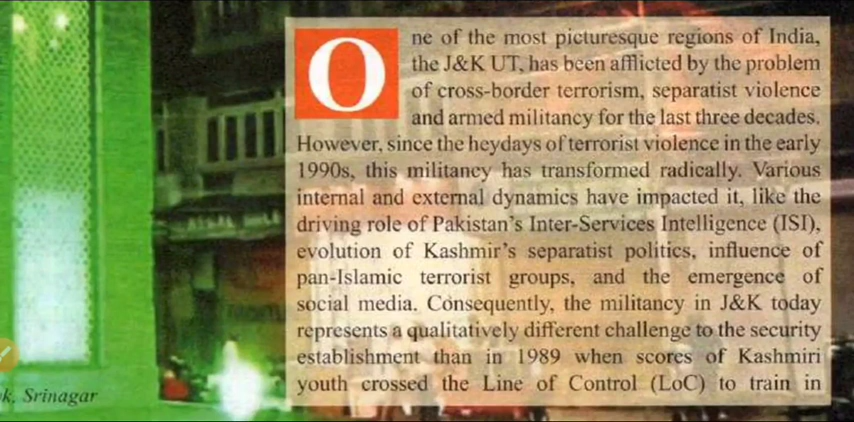 One of the most picturesque regions of India,
the J&K UT, has been afflicted by the problem
of cross-border terrorism, separatist violence
and armed militancy for the last three decades.
However, since the heydays of terrorist violence in the early
1990s, this militancy has transformed radically. Various
internal and external dynamics have impacted it, like the
driving role of Pakistan's Inter-Services Intelligence (ISI),
evolution of Kashmir's separatist politics, influence of
pan-Islamic terrorist groups, and the emergence of
social media. Consequently, the militancy in J&K today
represents a qualitatively different challenge to the security
establishment than in 1989 when scores of Kashmiri
youth crossed the Line of Control (LoC) to train in
Srinagar